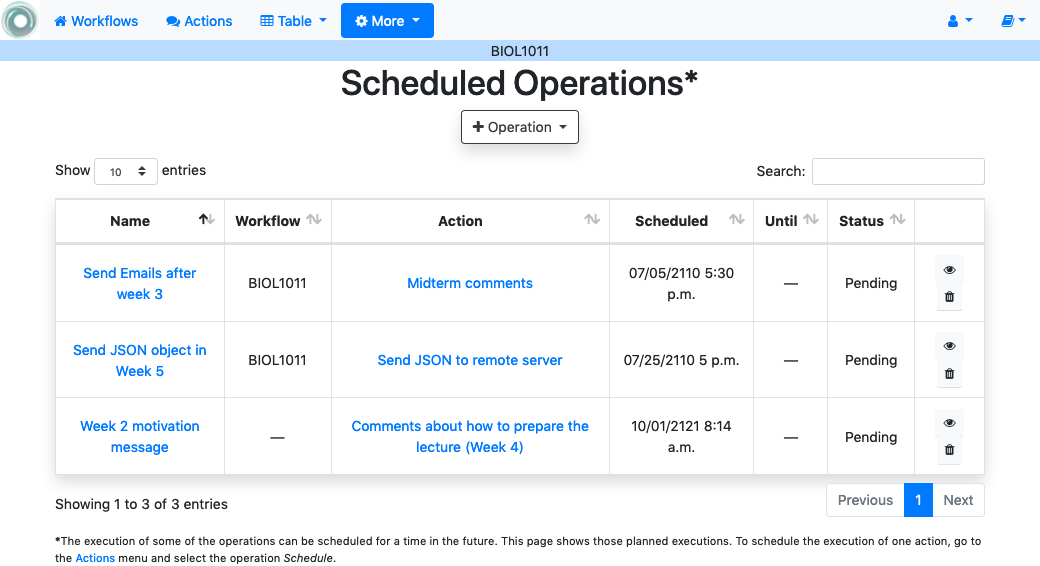 Workflows Actions Table More
BIOL1011
Scheduled Operations*
Operation
Show 10 entries Search:
Name Workflow Action Scheduled Until Status
Send Emails after
week 3
BIOL1011
Midterm comments
07/05/2110 5:30
p.m.
—
Pending
Send JSON object in
Week 5
BIOL1011
Send JSON to remote server
07/25/2110 5 p.m.
—
Pending
Week 2 motivation
message
—
Comments about how to prepare the
lecture (Week 4)
10/01/2121 8:14
a.m.
—
Pending
Showing 1 to 3 of 3 entries
Previous 1 Next
*The execution of some of the operations can be scheduled for a time in the future. This page shows those planned executions. To schedule the execution of one action, go to
the Actions menu and select the operation Schedule.